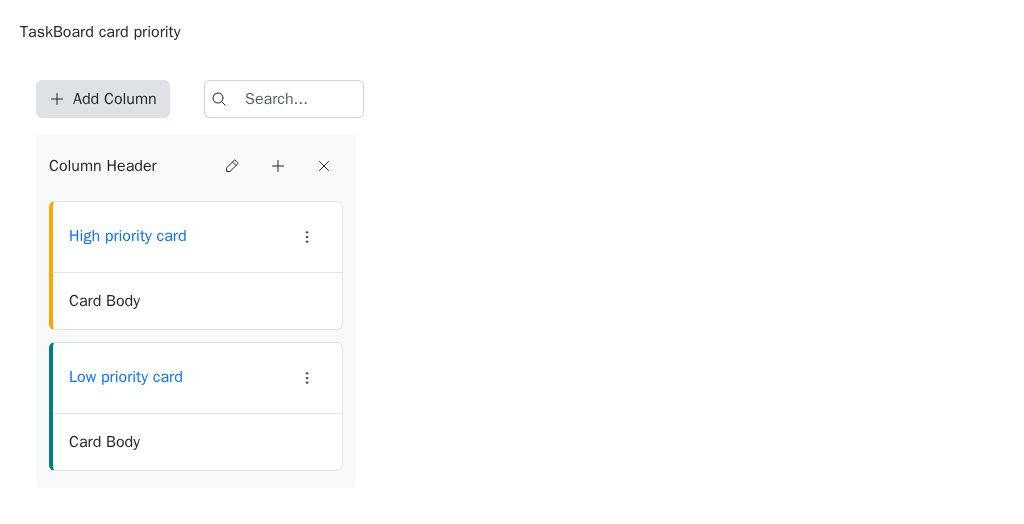 TaskBoard card priority
Add Column
Search...
Column Header
High priority card
Card Body
Low priority card
Card Body